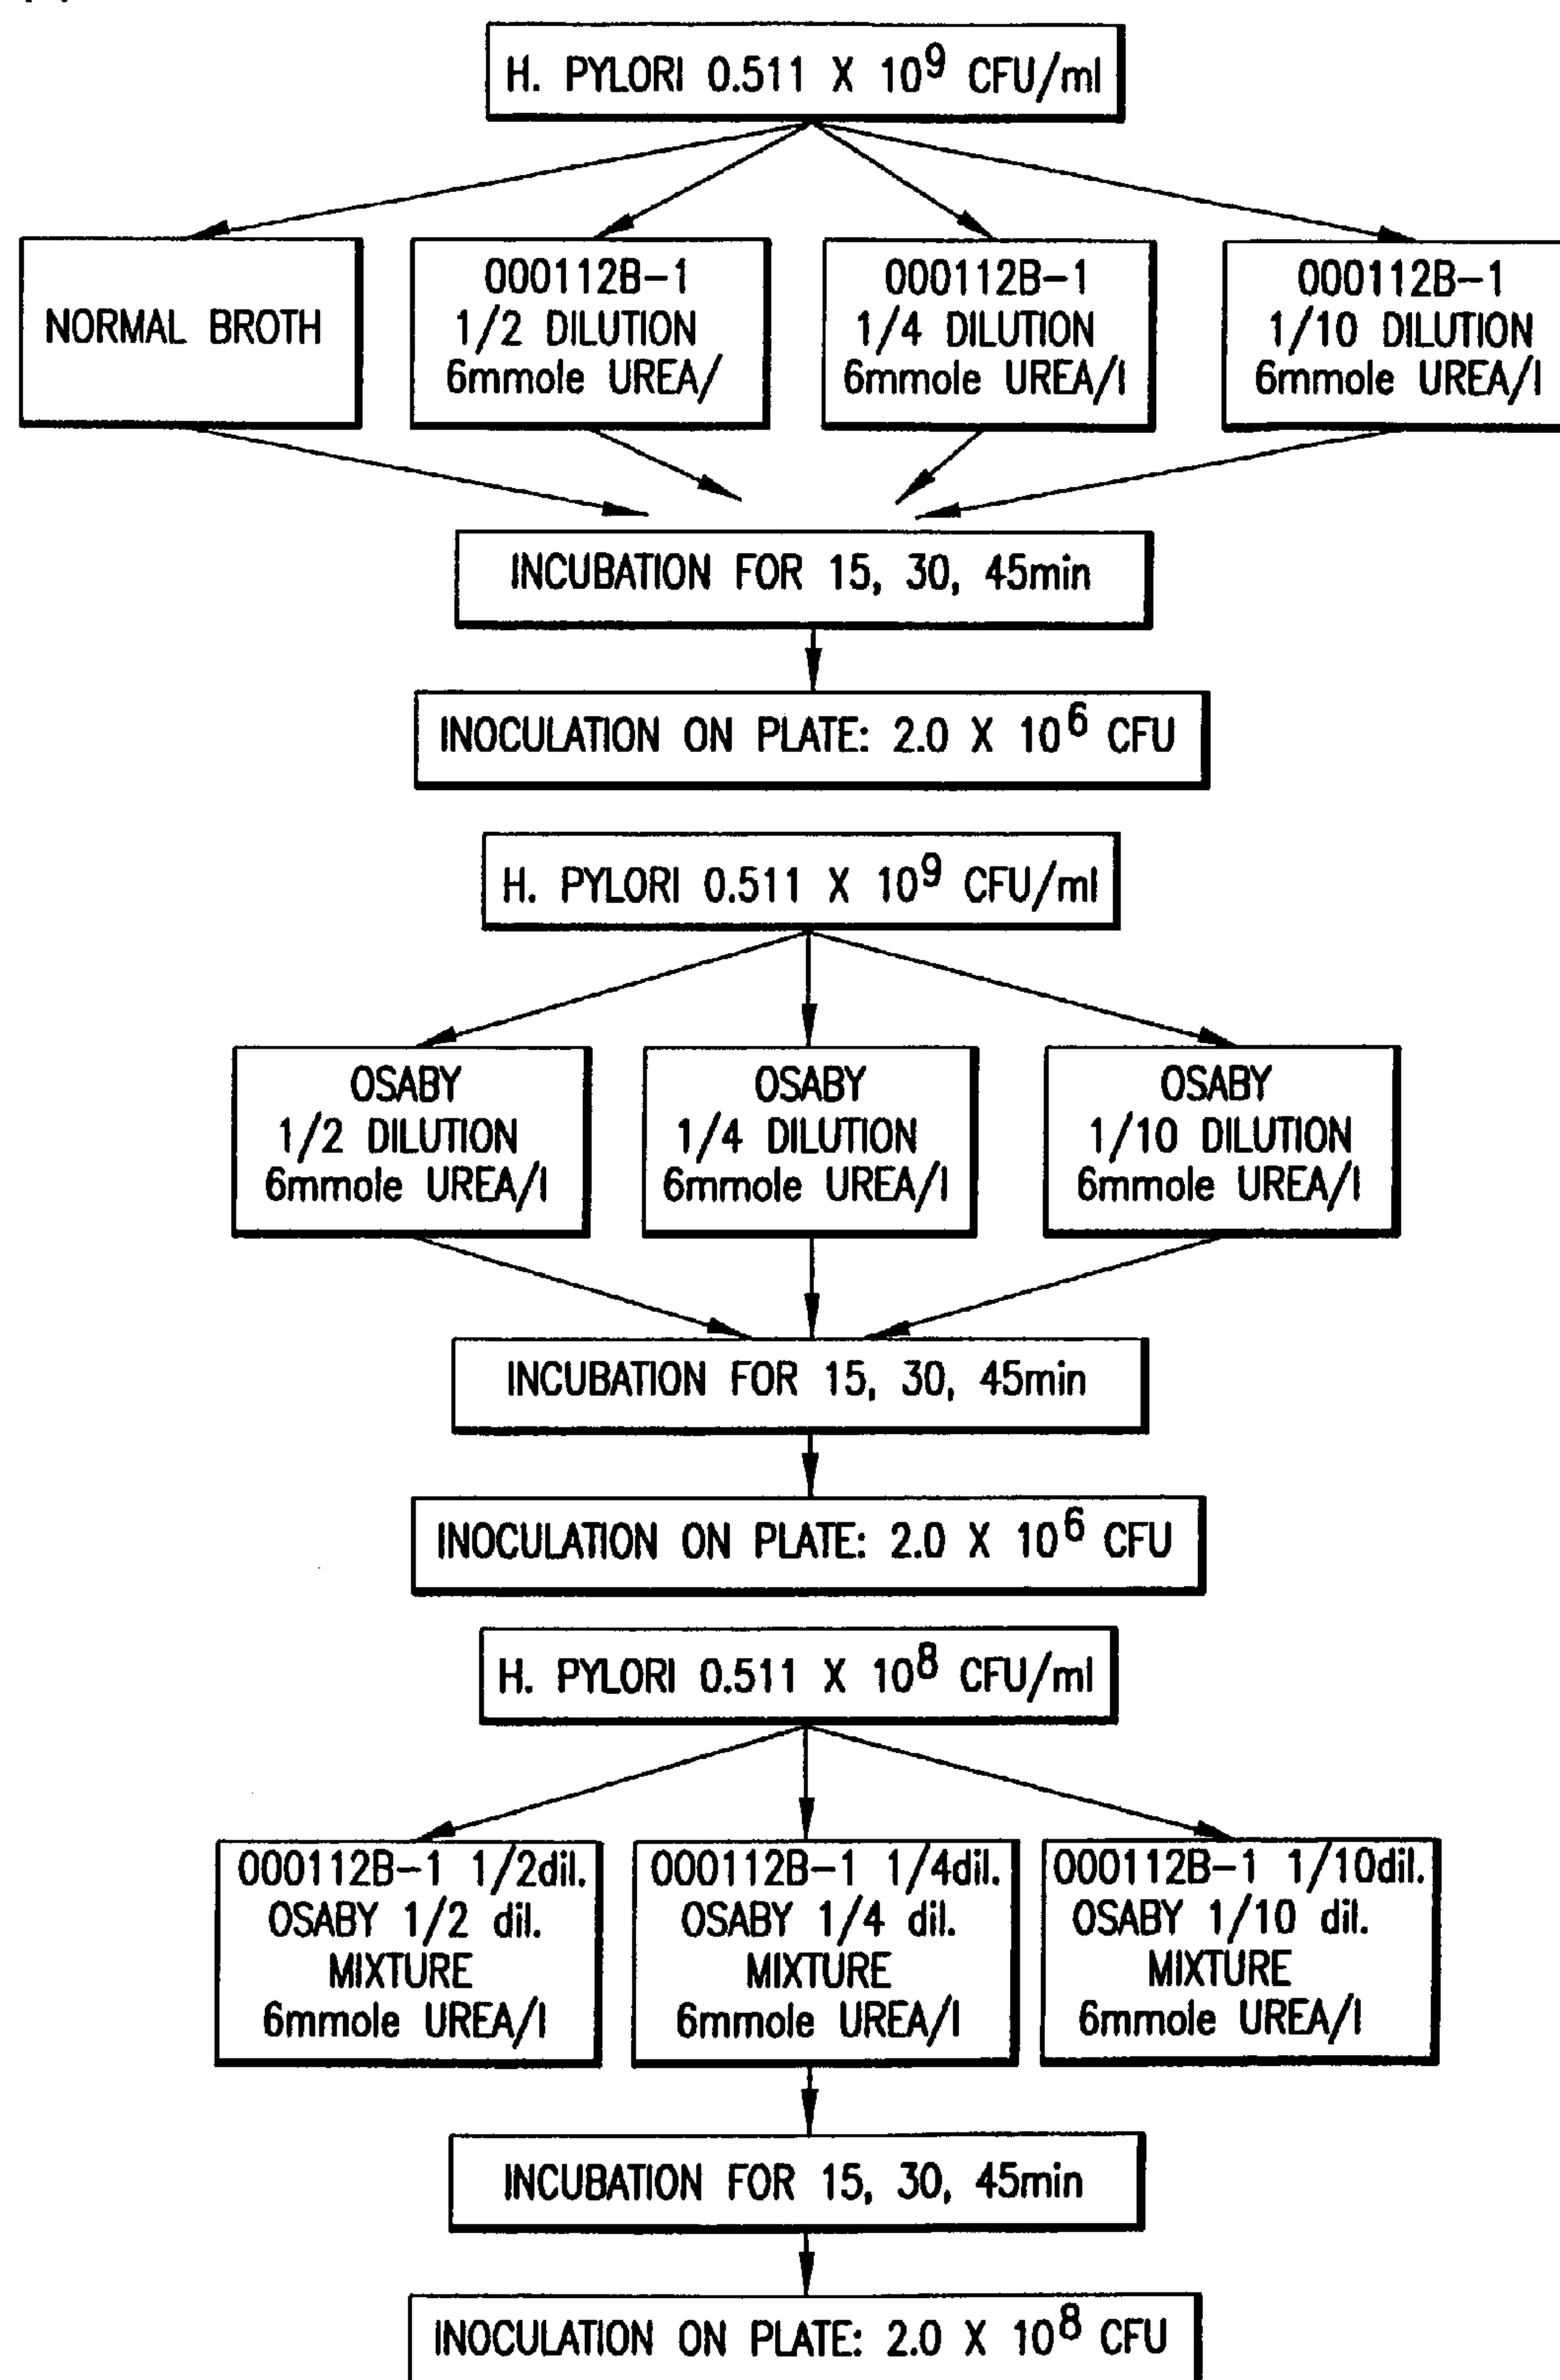 H. PYLORI 0.511 X 10⁹ CFU/ml
NORMAL BROTH
000112B-1
1/2 DILUTION
6mmole UREA/
000112B-1
1/4 DILUTION
6mmole UREA/l
000112B-1
1/10 DILUTION
6mmole UREA/l
INCUBATION FOR 15, 30, 45min
INOCULATION ON PLATE: 2.0 X 10⁶ CFU
H. PYLORI 0.511 X 10⁹ CFU/ml
OSABY
1/2 DILUTION
6mmole UREA/l
OSABY
1/4 DILUTION
6mmole UREA/l
OSABY
1/10 DILUTION
6mmole UREA/l
INCUBATION FOR 15, 30, 45min
INOCULATION ON PLATE: 2.0 X 10⁶ CFU
H. PYLORI 0.511 X 10⁸ CFU/ml
000112B-1 1/2dil.
OSABY 1/2 dil.
MIXTURE
6mmole UREA/l
000112B-1 1/4dil.
OSABY 1/4 dil.
MIXTURE
6mmole UREA/l
000112B-1 1/10dil.
OSABY 1/10 dil.
MIXTURE
6mmole UREA/l
INCUBATION FOR 15, 30, 45min
INOCULATION ON PLATE: 2.0 X 10⁸ CFU